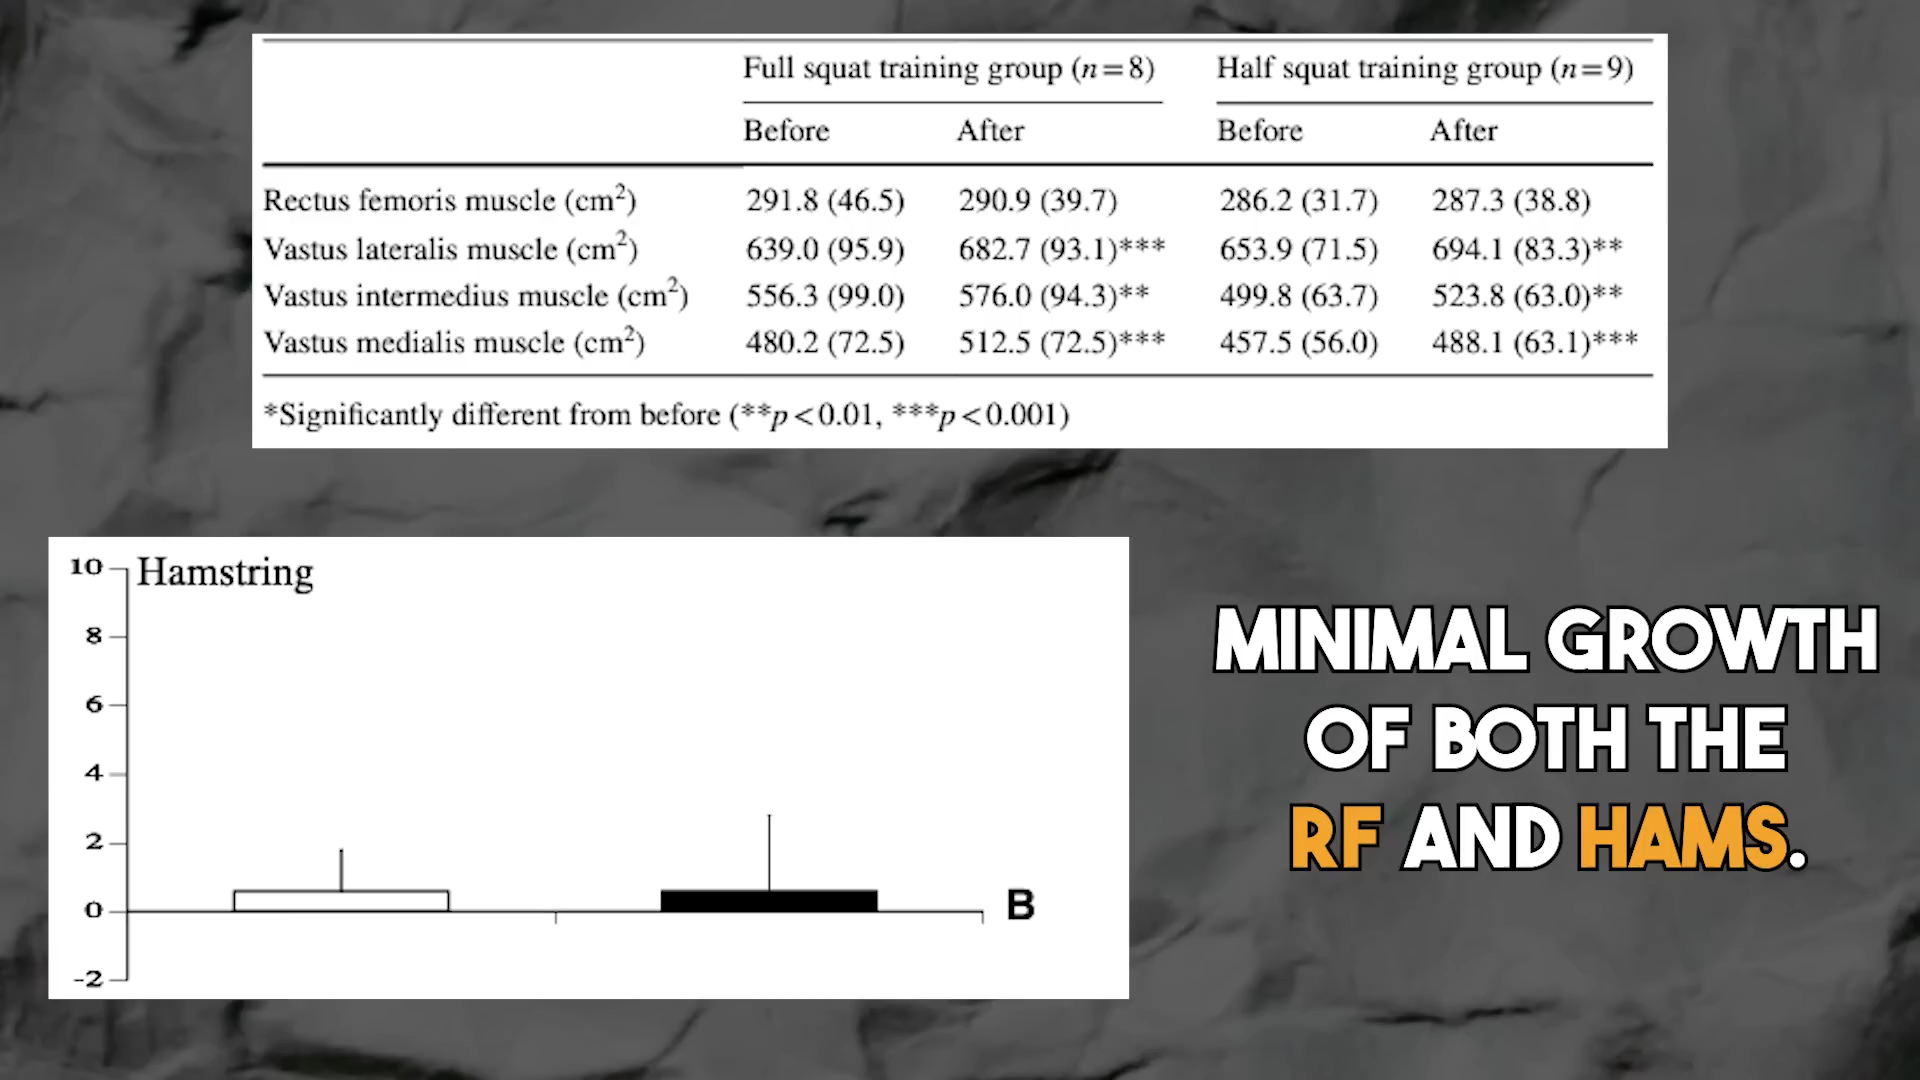 Full squat training group (n=8) Half squat training group (n=9)
Before After Before After
Rectus femoris muscle (cm²) 291.8 (46.5) 290.9 (39.7) 286.2 (31.7) 287.3 (38.8)
Vastus lateralis muscle (cm²) 639.0 (95.9) 682.7 (93.1)*** 653.9 (71.5) 694.1 (83.3)**
Vastus intermedius muscle (cm²) 556.3 (99.0) 576.0 (94.3)** 499.8 (63.7) 523.8 (63.0)**
Vastus medialis muscle (cm²) 480.2 (72.5) 512.5 (72.5)*** 457.5 (56.0) 488.1 (63.1)***
*Significantly different from before (**p<0.01, ***p<0.001)
10 Hamstring
8
6
4
2
0
-2
B
MINIMAL GROWTH
OF BOTH THE
RF AND HAMS.